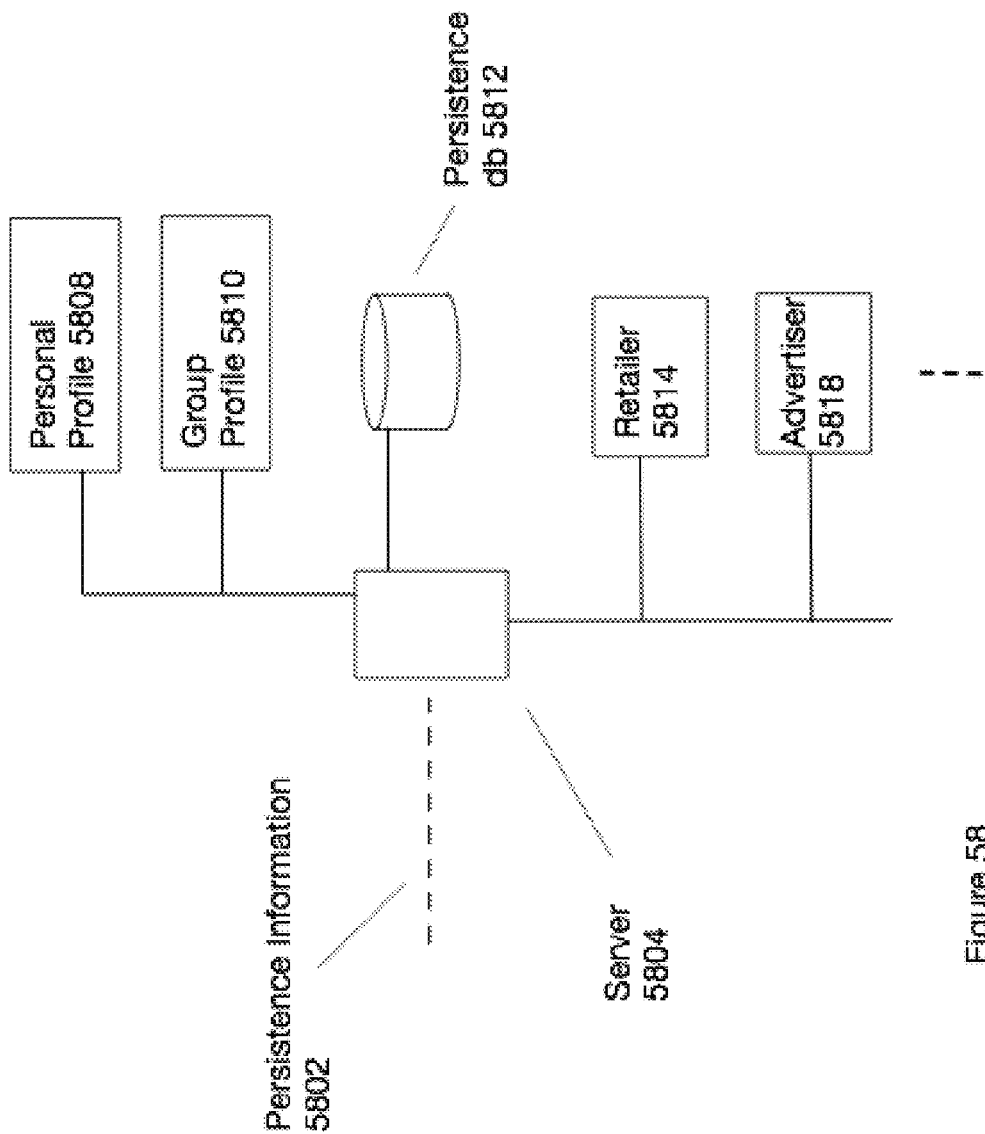 Personal
Profile 5808
Group
Profile 5810
Persistence
db 5812
Retailer
5814
Advertiser
5818
Persistence Information
5802
Server
5804
Figure 58